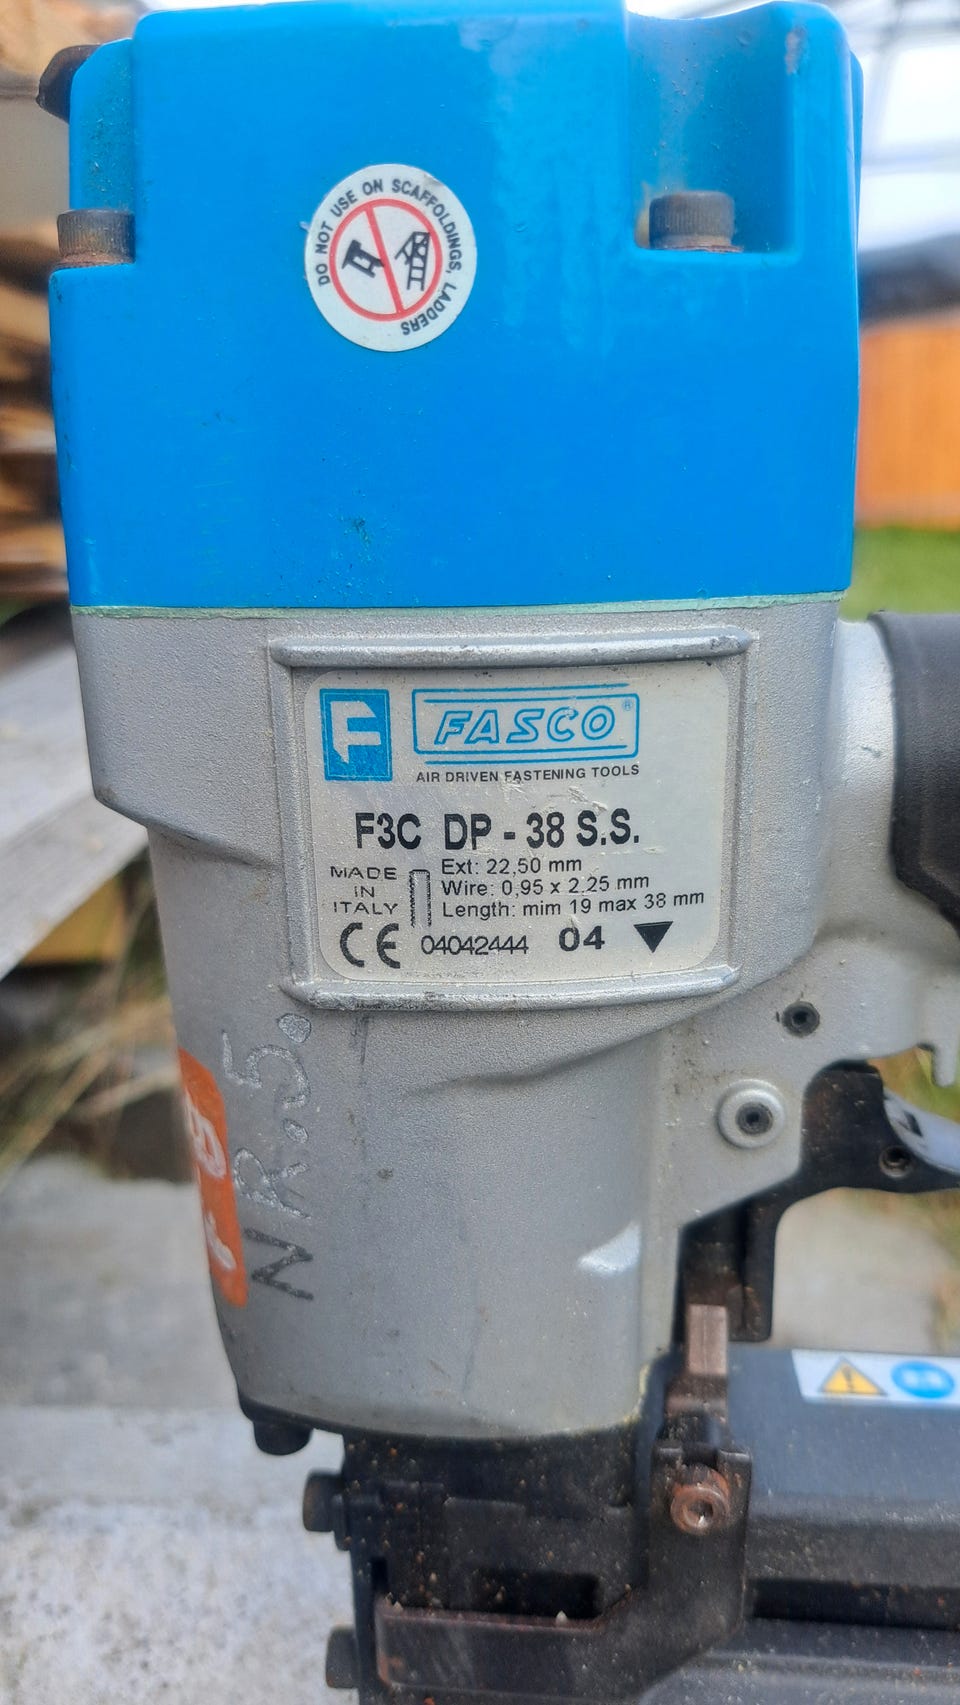 DO NOT USE ON SCAFFOLDINGS, LADDERS
F
FASCO®
AIR DRIVEN FASTENING TOOLS
F3C DP - 38 S.S.
MADE
IN
ITALY
Ext: 22,50 mm
Wire: 0,95 x 2,25 mm
Length: mim 19 max 38 mm
CE 04042444 04
NR.5.